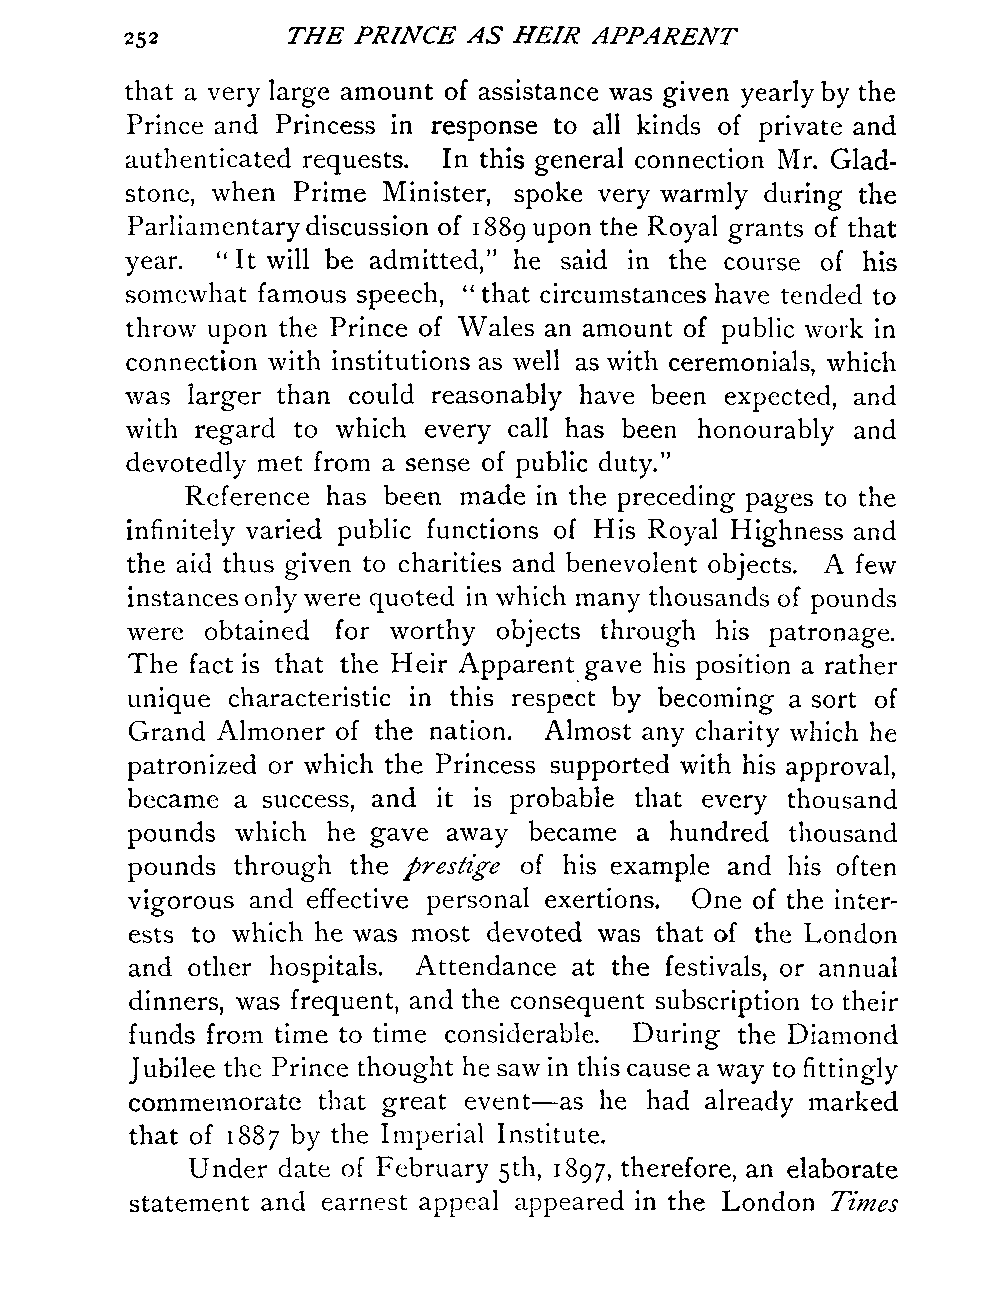 252 THE PRINCE AS HEIR APPARENT
that a very large amount of assistance was given yearly by the
Prince and Princess in response to all kinds of private and
authenticated requests. In this general connection Mr. Glad-
stone, when Prime Minister, spoke very warmly during the
Parliamentary discussion of 1889 upon the Royal grants of that
year. “It will be admitted,” he said in the course of his
somewhat famous speech, “that circumstances have tended to
throw upon the Prince of Wales an amount of public work in
connection with institutions as well as with ceremonials, which
was larger than could reasonably have been expected, and
with regard to which every call has been honourably and
devotedly met from a sense of public duty.”
Reference has been made in the preceding pages to the
infinitely varied public functions of His Royal Highness and
the aid thus given to charities and benevolent objects. A few
instances only were quoted in which many thousands of pounds
were obtained for worthy objects through his patronage.
The fact is that the Heir Apparent gave his position a rather
unique characteristic in this respect by becoming a sort of
Grand Almoner of the nation. Almost any charity which he
patronized or which the Princess supported with his approval,
became a success, and it is probable that every thousand
pounds which he gave away became a hundred thousand
pounds through the prestige of his example and his often
vigorous and effective personal exertions. One of the inter-
ests to which he was most devoted was that of the London
and other hospitals. Attendance at the festivals, or annual
dinners, was frequent, and the consequent subscription to their
funds from time to time considerable. During the Diamond
Jubilee the Prince thought he saw in this cause a way to fittingly
commemorate that great event—as he had already marked
that of 1887 by the Imperial Institute.
Under date of February 5th, 1897, therefore, an elaborate
statement and earnest appeal appeared in the London Times